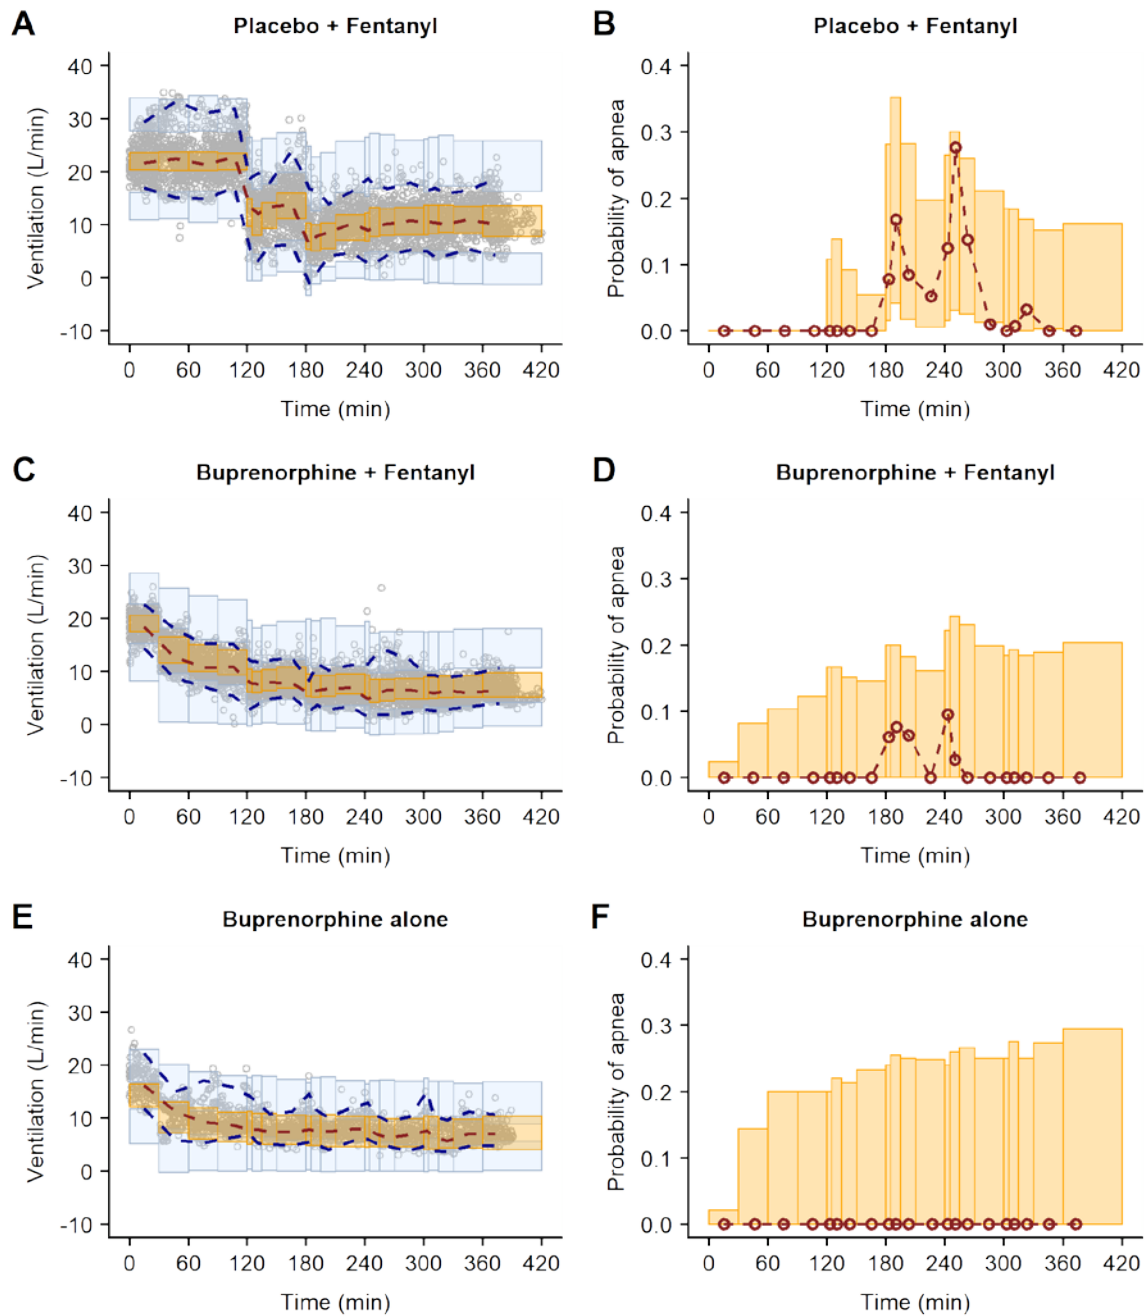 A
Placebo + Fentanyl
40
30
20
10
0
-10
Ventilation (L/min)
0 60 120 180 240 300 360 420
Time (min)
B
Placebo + Fentanyl
0.4
0.3
0.2
0.1
0.0
Probability of apnea
0 60 120 180 240 300 360 420
Time (min)
C
Buprenorphine + Fentanyl
40
30
20
10
0
-10
Ventilation (L/min)
0 60 120 180 240 300 360 420
Time (min)
D
Buprenorphine + Fentanyl
0.4
0.3
0.2
0.1
0.0
Probability of apnea
0 60 120 180 240 300 360 420
Time (min)
E
Buprenorphine alone
40
30
20
10
0
-10
Ventilation (L/min)
0 60 120 180 240 300 360 420
Time (min)
F
Buprenorphine alone
0.4
0.3
0.2
0.1
0.0
Probability of apnea
0 60 120 180 240 300 360 420
Time (min)